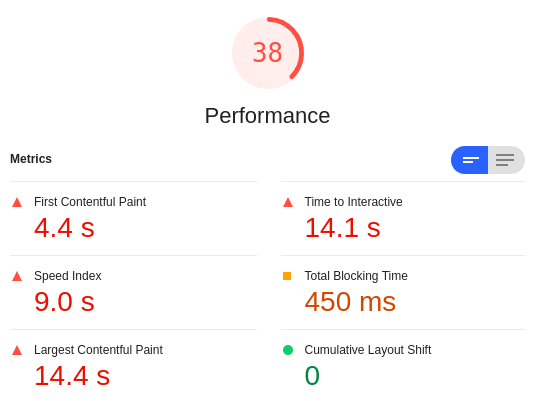 38
Performance
Metrics
First Contentful Paint
4.4 s
Time to Interactive
14.1 s
Speed Index
9.0 s
Total Blocking Time
450 ms
Largest Contentful Paint
14.4 s
Cumulative Layout Shift
0